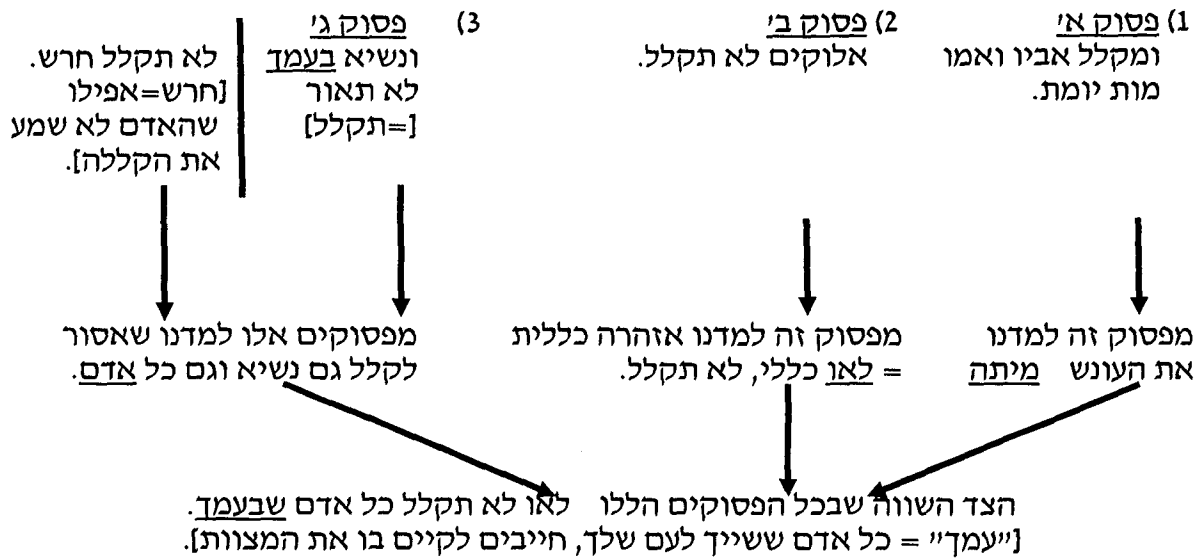 1) פסוק א'
ומקלל אביו ואמו
מות יומת.
2) פסוק ב'
אלוקים לא תקלל.
3) פסוק ג'
ונשיא בעמך
לא תאור
[=תקלל]
לא תקלל חרש.
[חרש=אפילו
שהאדם לא שמע
את הקללה].
מפסוק זה למדנו
את העונש מיתה
מפסוק זה למדנו אזהרה כללית
= לאו כללי, לא תקלל.
מפסוקים אלו למדנו שאסור
לקלל גם נשיא וגם כל אדם.
הצד השווה שבכל הפסוקים הללו לאו לא תקלל כל אדם שבעמך.
["עמך" = כל אדם ששייך לעם שלך, חייבים לקיים בו את המצוות].